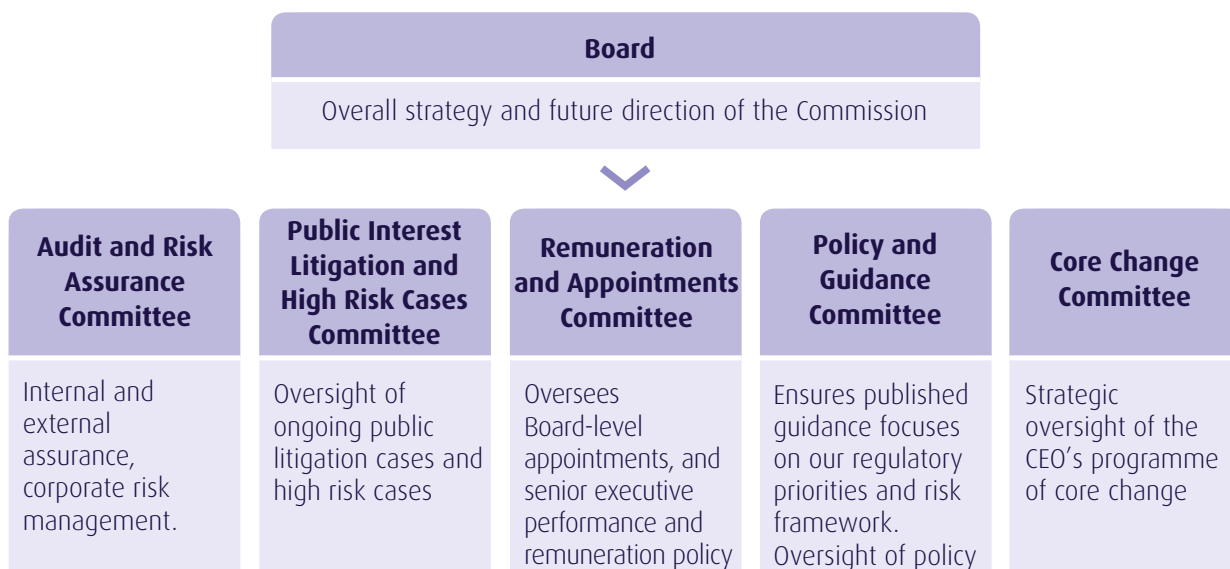 Board
Overall strategy and future direction of the Commission
Audit and Risk
Assurance
Committee
Internal and
external
assurance,
corporate risk
management.
Public Interest
Litigation and
High Risk Cases
Committee
Oversight of
ongoing public
litigation cases and
high risk cases
Remuneration
and Appointments
Committee
Oversees
Board-level
appointments, and
senior executive
performance and
remuneration policy
Policy and
Guidance
Committee
Ensures published
guidance focuses
on our regulatory
priorities and risk
framework.
Oversight of policy
Core Change
Committee
Strategic
oversight of the
CEO’s programme
of core change